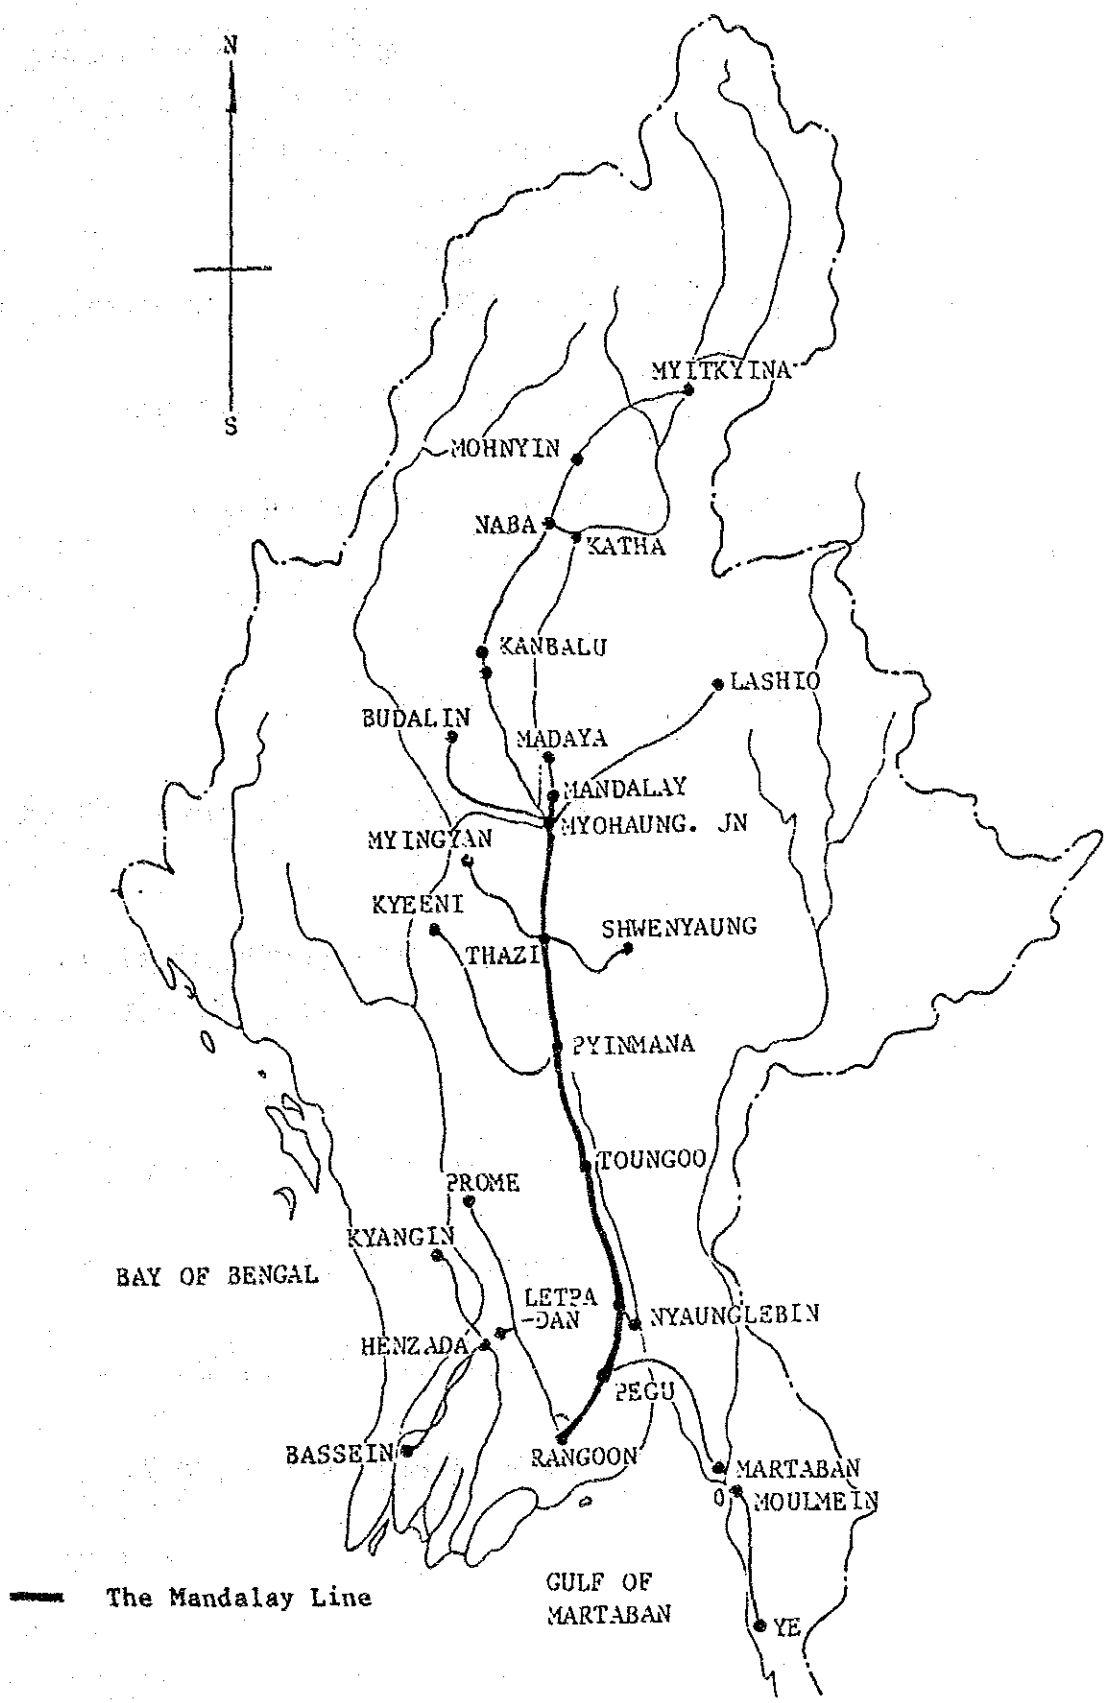 N
S
MYITKYINA
MOHNYIN
NABA
KATHA
KANBALU
LASHIO
BUDALIN
MADAYA
MANDALAY
MYOHAUNG. JN
MYINGYAN
KYEENI
SHWENYAUNG
THAZI
PYINMANA
TOUNGOO
PROME
KYANGIN
BAY OF BENGAL
LETPA
-DAN
NYAUNGLEBIN
HENZADA
PEGU
BASSEIN
RANGOON
MARTABAN
MOULMEIN
GULF OF
MARTABAN
The Mandalay Line
YE